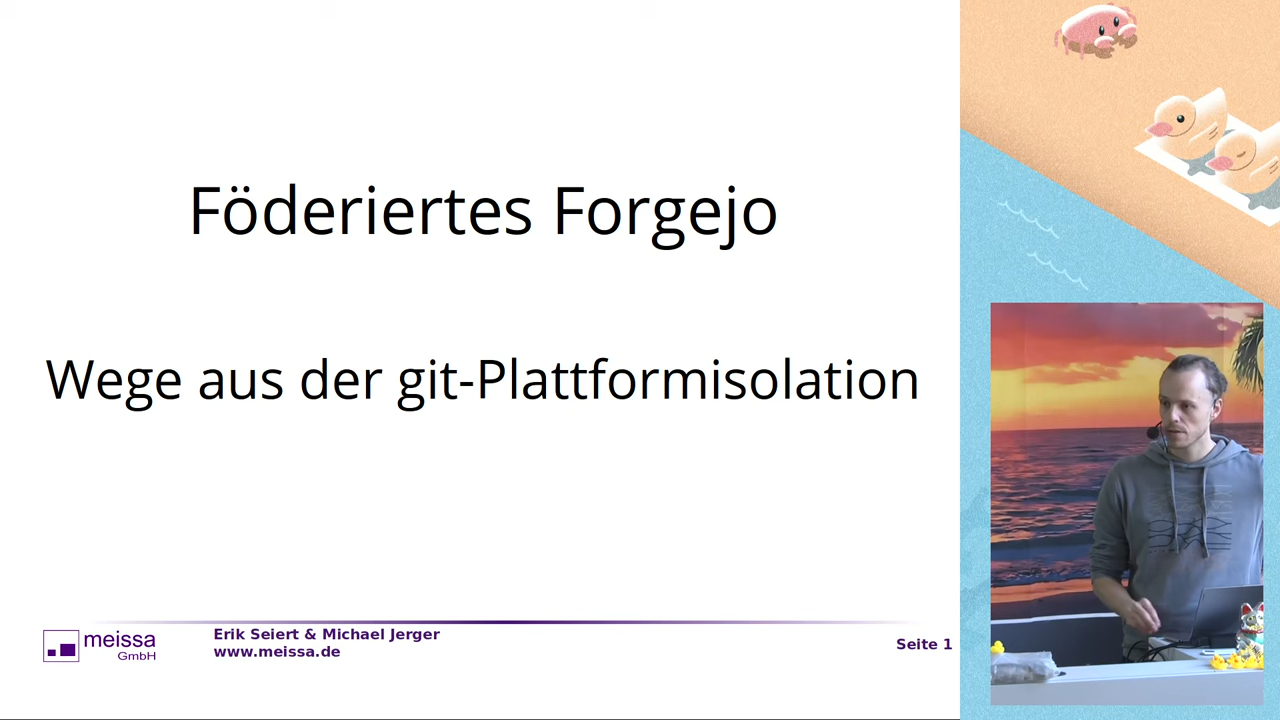 Föderiertes Forgejo
Wege aus der git-Plattformisolation
meissa
GmbH
Erik Seiert & Michael Jerger
www.meissa.de
Seite 1